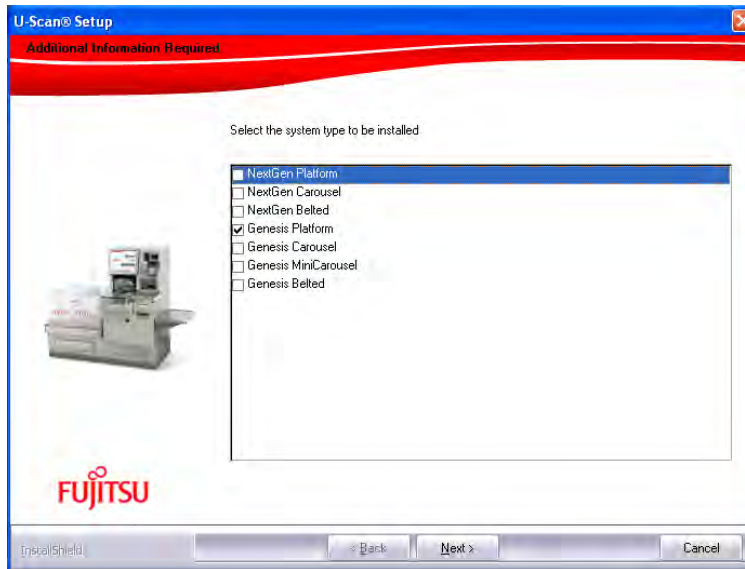 U-Scan® Setup
Additional Information Required
Select the system type to be installed
NextGen Platform
NextGen Carousel
NextGen Belted
Genesis Platform
Genesis Carousel
Genesis MiniCarousel
Genesis Belted
FUJITSU
InstallShield
< Back
Next >
Cancel